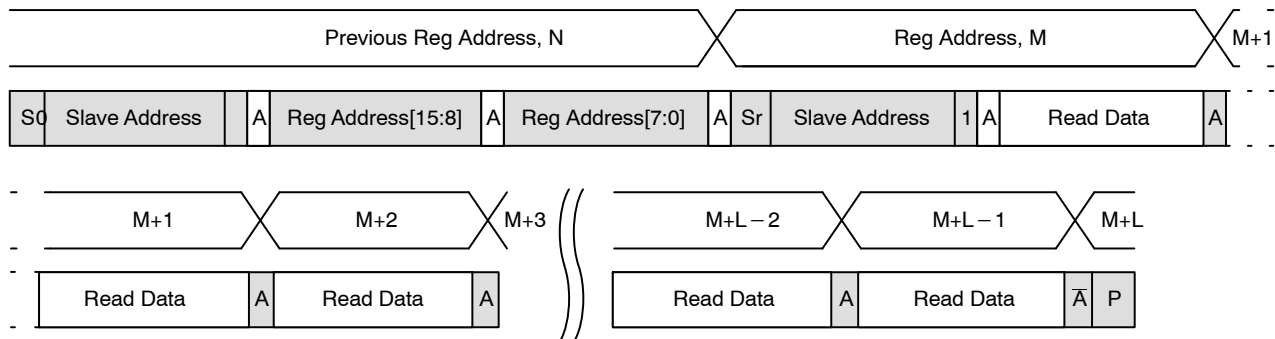 Previous Reg Address, N Reg Address, M M+1
S 0 Slave Address A Reg Address[15:8] A Reg Address[7:0] A Sr Slave Address 1 A Read Data A
M+1 M+2 M+3 M+L−2 M+L−1 M+L
Read Data A Read Data A Read Data A Read Data A̅ P